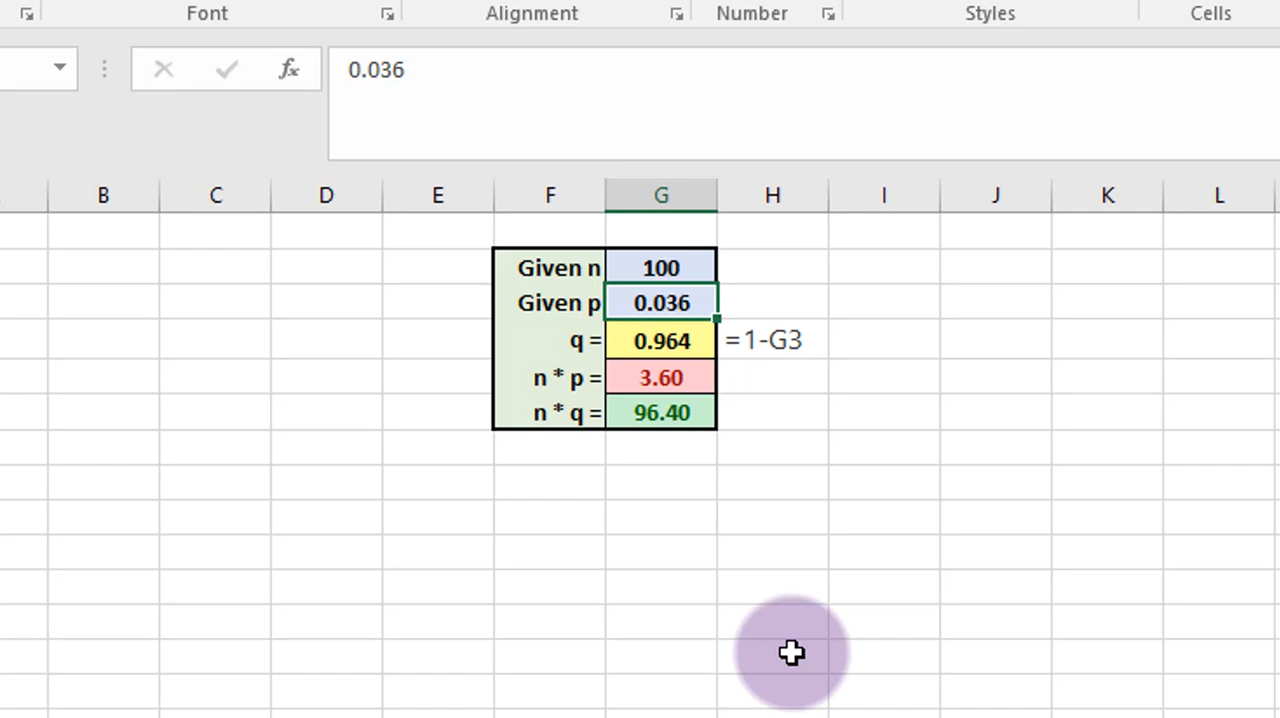 Font Alignment Number Styles Cells
fx 0.036
B C D E F G H I J K L
Given n 100
Given p 0.036
q = 0.964 =1-G3
n * p = 3.60
n * q = 96.40